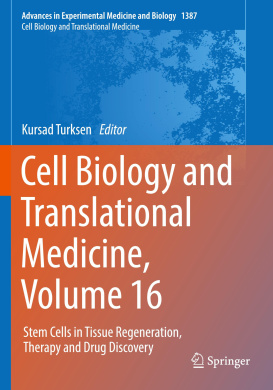 Advances in Experimental Medicine and Biology 1387
Cell Biology and Translational Medicine
Kursad Turksen Editor
Cell Biology and
Translational
Medicine,
Volume 16
Stem Cells in Tissue Regeneration,
Therapy and Drug Discovery
Springer